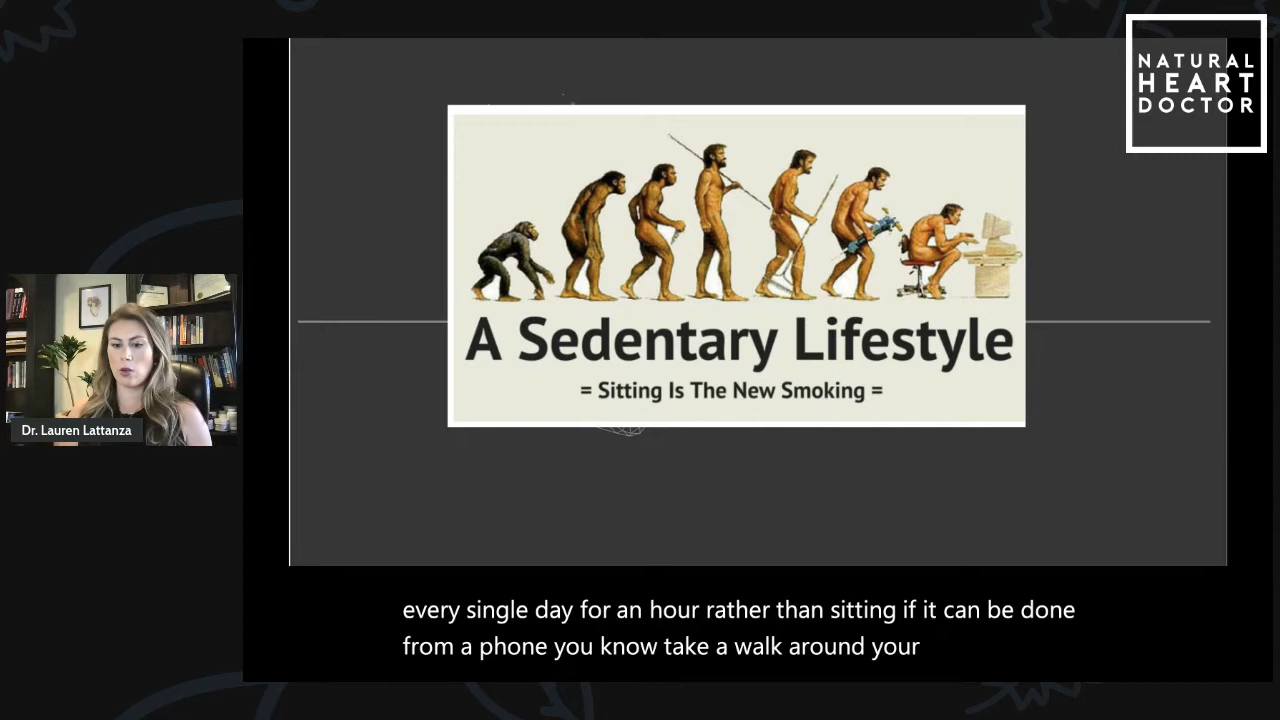 NATURAL
HEART
DOCTOR
A Sedentary Lifestyle
= Sitting Is The New Smoking =
Dr. Lauren Lattanza
every single day for an hour rather than sitting if it can be done
from a phone you know take a walk around your